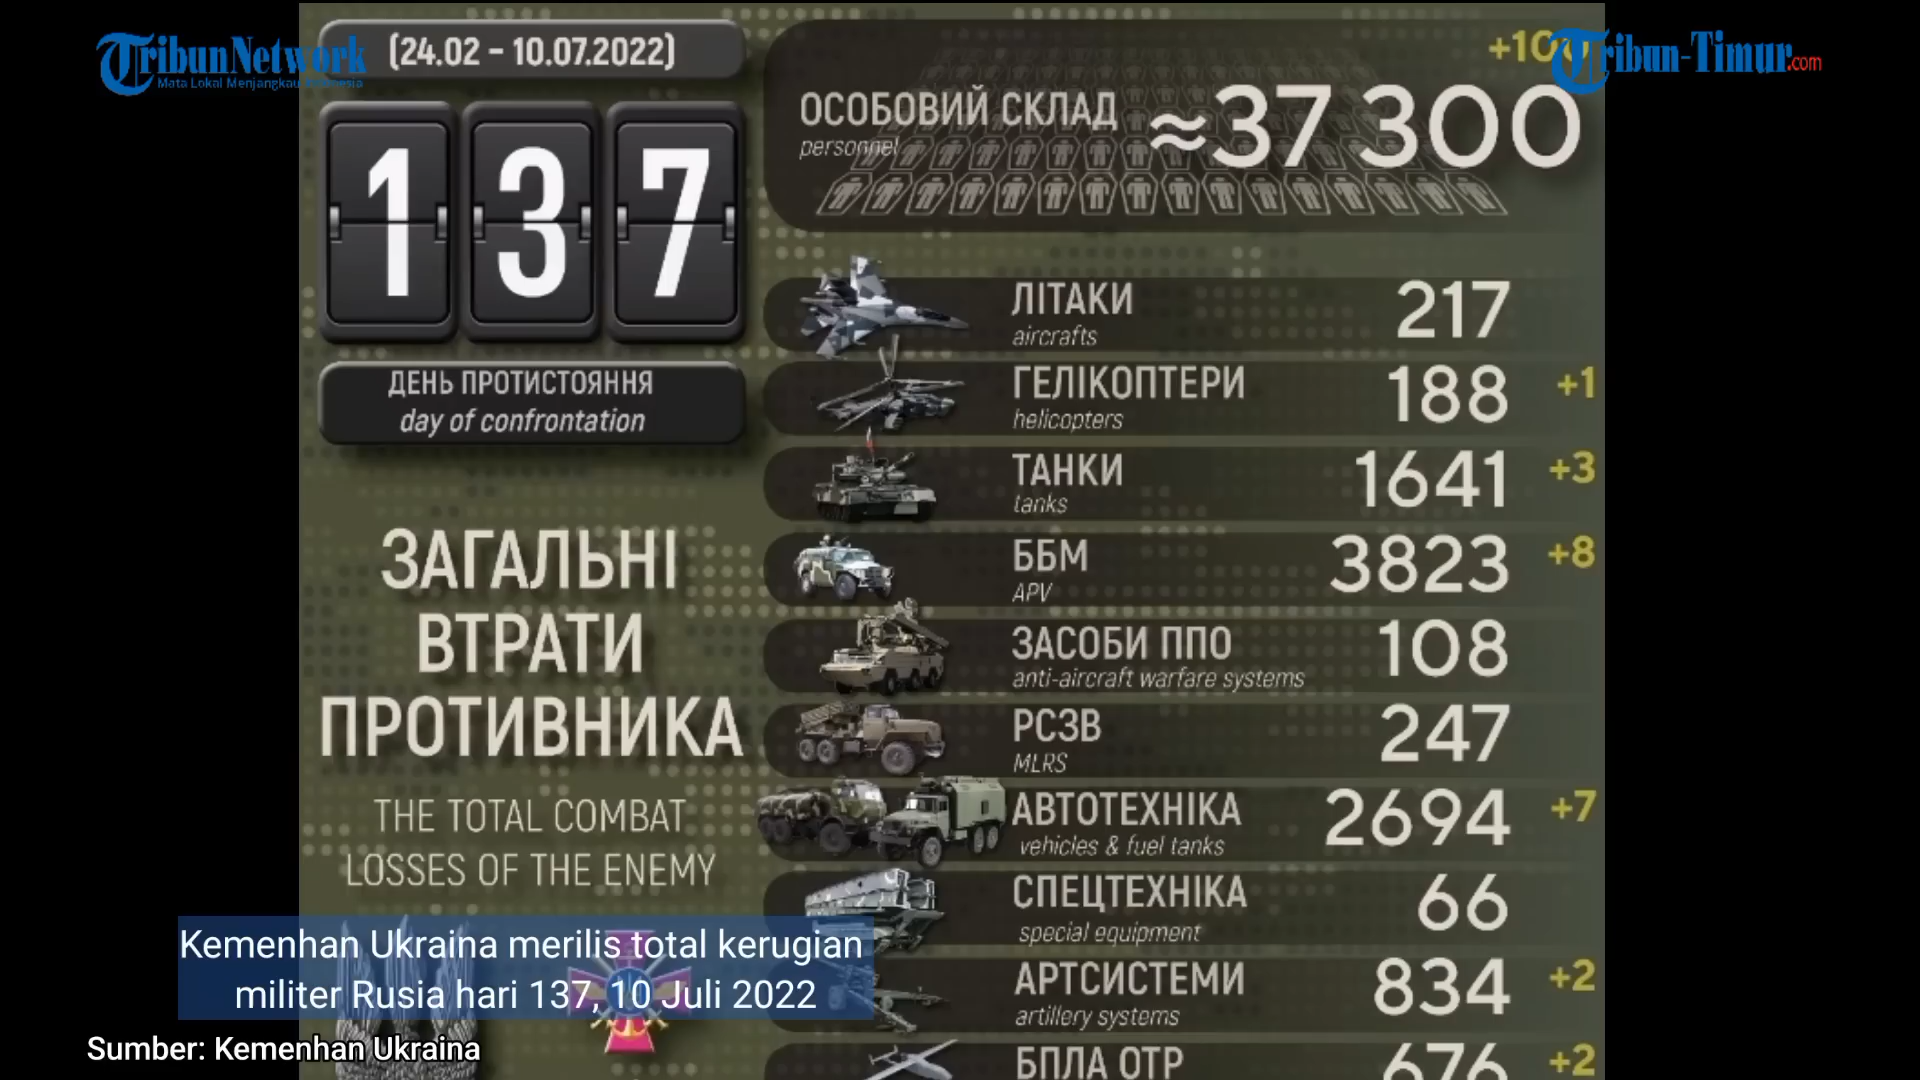 TribunNetwork
Mata Lokal Menjangkau Indonesia
Tribun-Timur.com
(24.02 – 10.07.2022)
137
ДЕНЬ ПРОТИСТОЯННЯ
day of confrontation
ЗАГАЛЬНІ
ВТРАТИ
ПРОТИВНИКА
THE TOTAL COMBAT
LOSSES OF THE ENEMY
ОСОБОВИЙ СКЛАД ≈37 300
personnel
ЛІТАКИ 217
aircrafts
ГЕЛІКОПТЕРИ 188 +1
helicopters
ТАНКИ 1641 +3
tanks
ББМ 3823 +8
APV
ЗАСОБИ ППО 108
anti-aircraft warfare systems
РСЗВ 247
MLRS
АВТОТЕХНІКА 2694 +7
vehicles & fuel tanks
СПЕЦТЕХНІКА 66
special equipment
АРТСИСТЕМИ 834 +2
artillery systems
БПЛА ОТР 676 +2
Kemenhan Ukraina merilis total kerugian
militer Rusia hari 137, 10 Juli 2022
Sumber: Kemenhan Ukraina